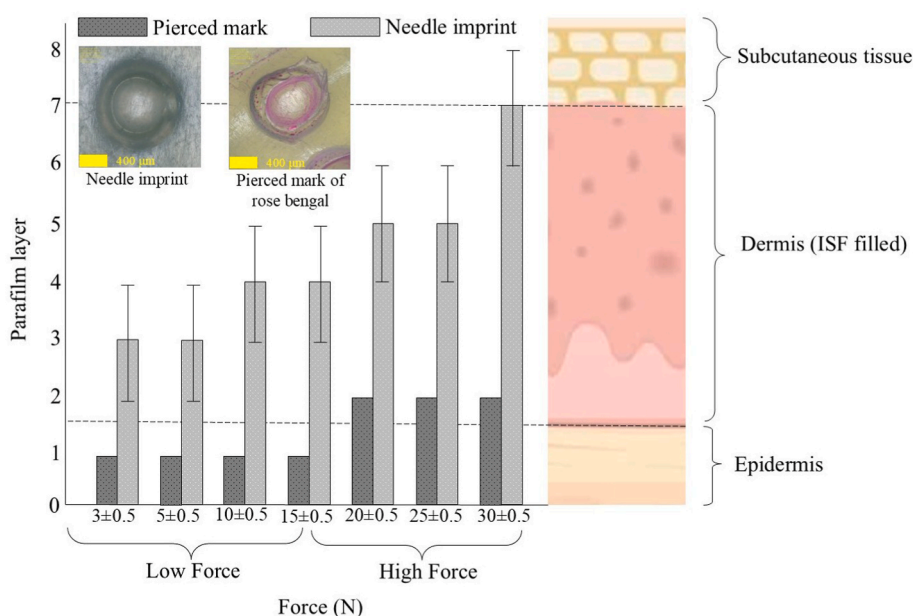 Pierced mark
Needle imprint
400 μm
Needle imprint
400 μm
Pierced mark of
rose bengal
Parafilm layer
8
7
6
5
4
3
2
1
0
3±0.5
5±0.5
10±0.5
15±0.5
20±0.5
25±0.5
30±0.5
Low Force
High Force
Force (N)
Subcutaneous tissue
Dermis (ISF filled)
Epidermis